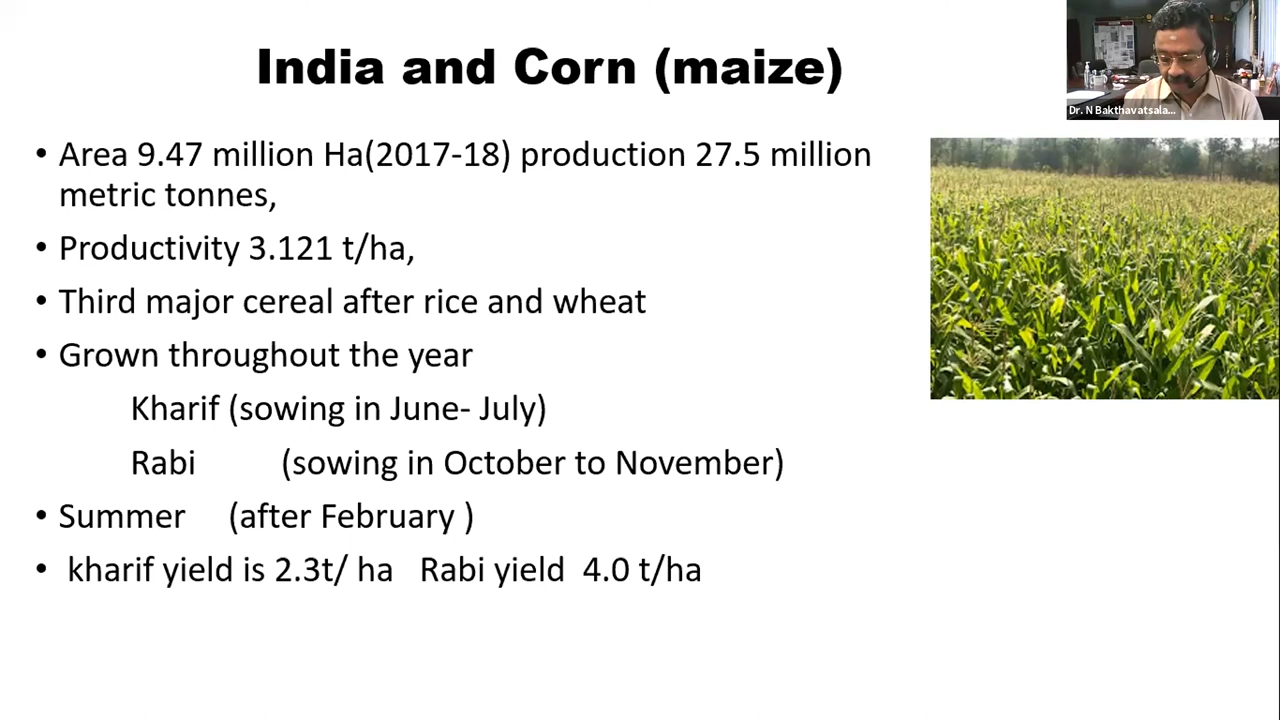 India and Corn (maize)
Dr. N Bakthavatsala...
• Area 9.47 million Ha(2017-18) production 27.5 million
metric tonnes,
• Productivity 3.121 t/ha,
• Third major cereal after rice and wheat
• Grown throughout the year
Kharif (sowing in June- July)
Rabi (sowing in October to November)
• Summer (after February )
• kharif yield is 2.3t/ ha Rabi yield 4.0 t/ha